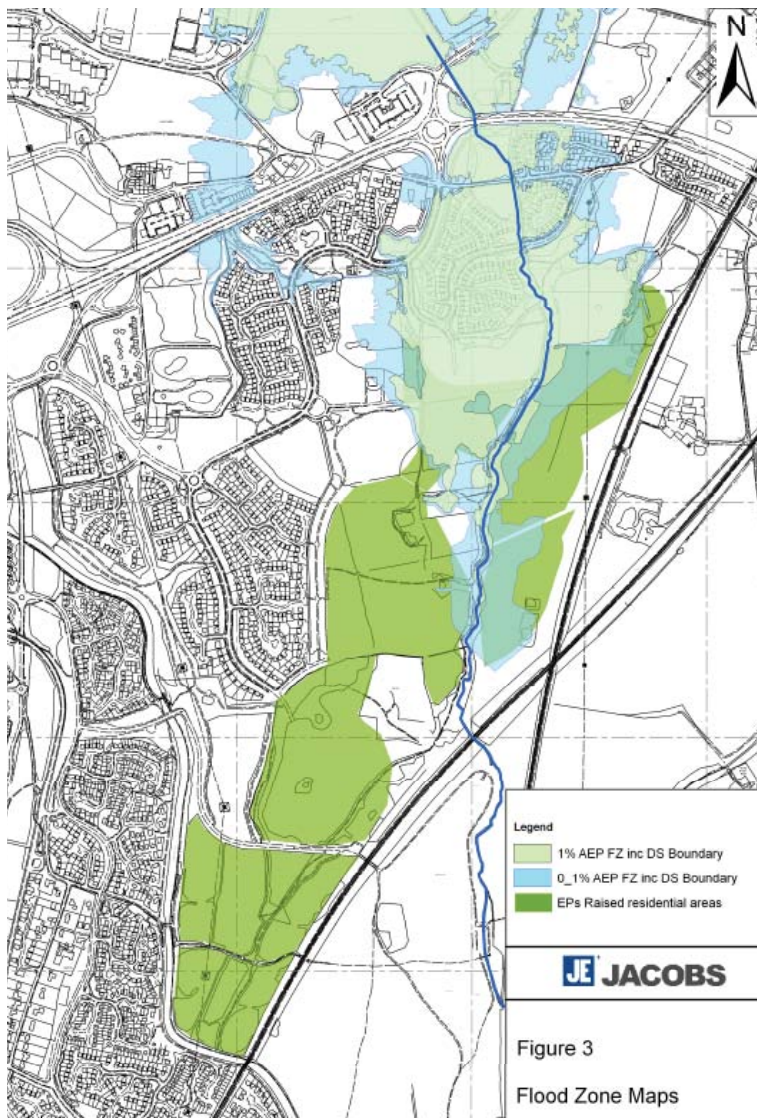 N
Legend
1% AEP FZ inc DS Boundary
0_1% AEP FZ inc DS Boundary
EPs Raised residential areas
JE JACOBS
Figure 3
Flood Zone Maps